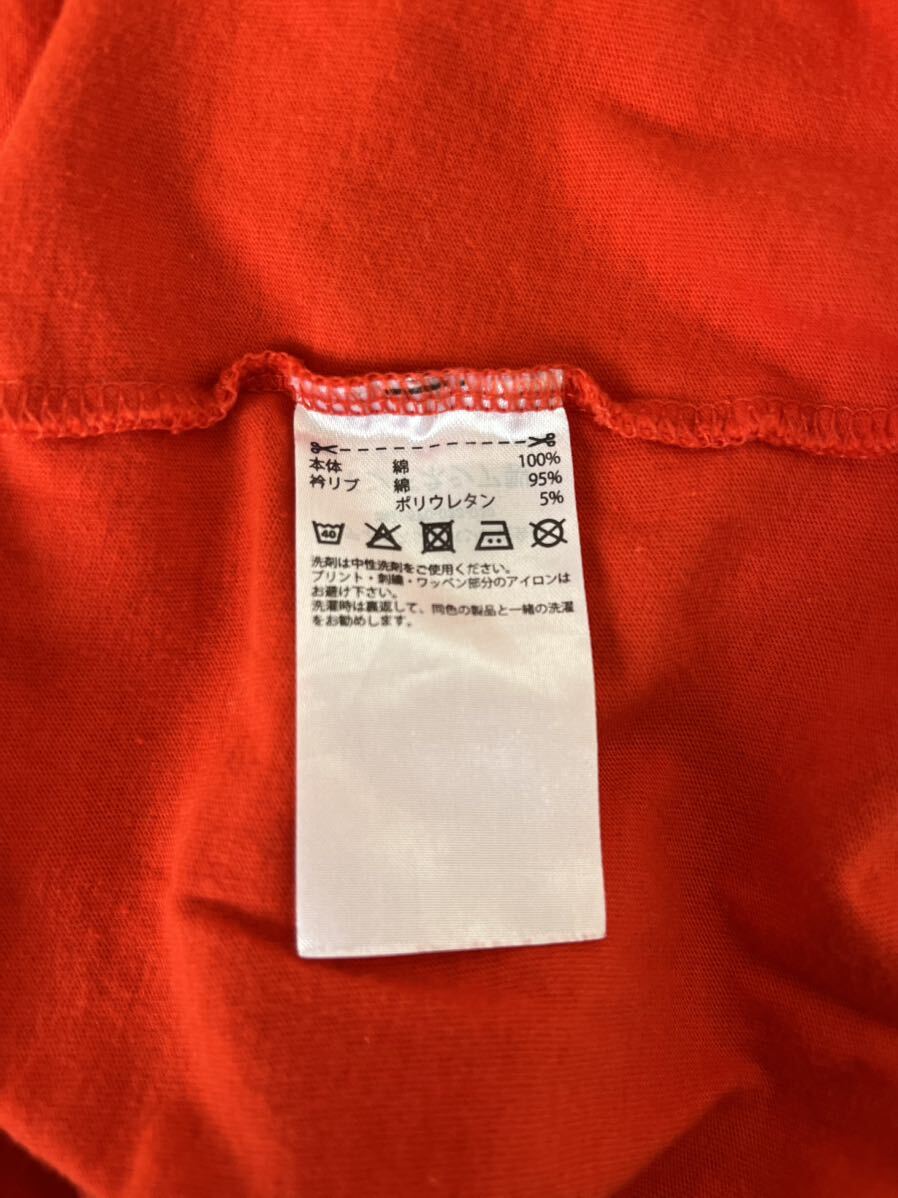 本体 綿 100%
衿リブ 綿 95%
ポリウレタン 5%
40
洗剤は中性洗剤をご使用ください。
プリント・刺繍・ワッペン部分のアイロンは
お避け下さい。
洗濯時は裏返して、同色の製品と一緒の洗濯
をお勧めします。